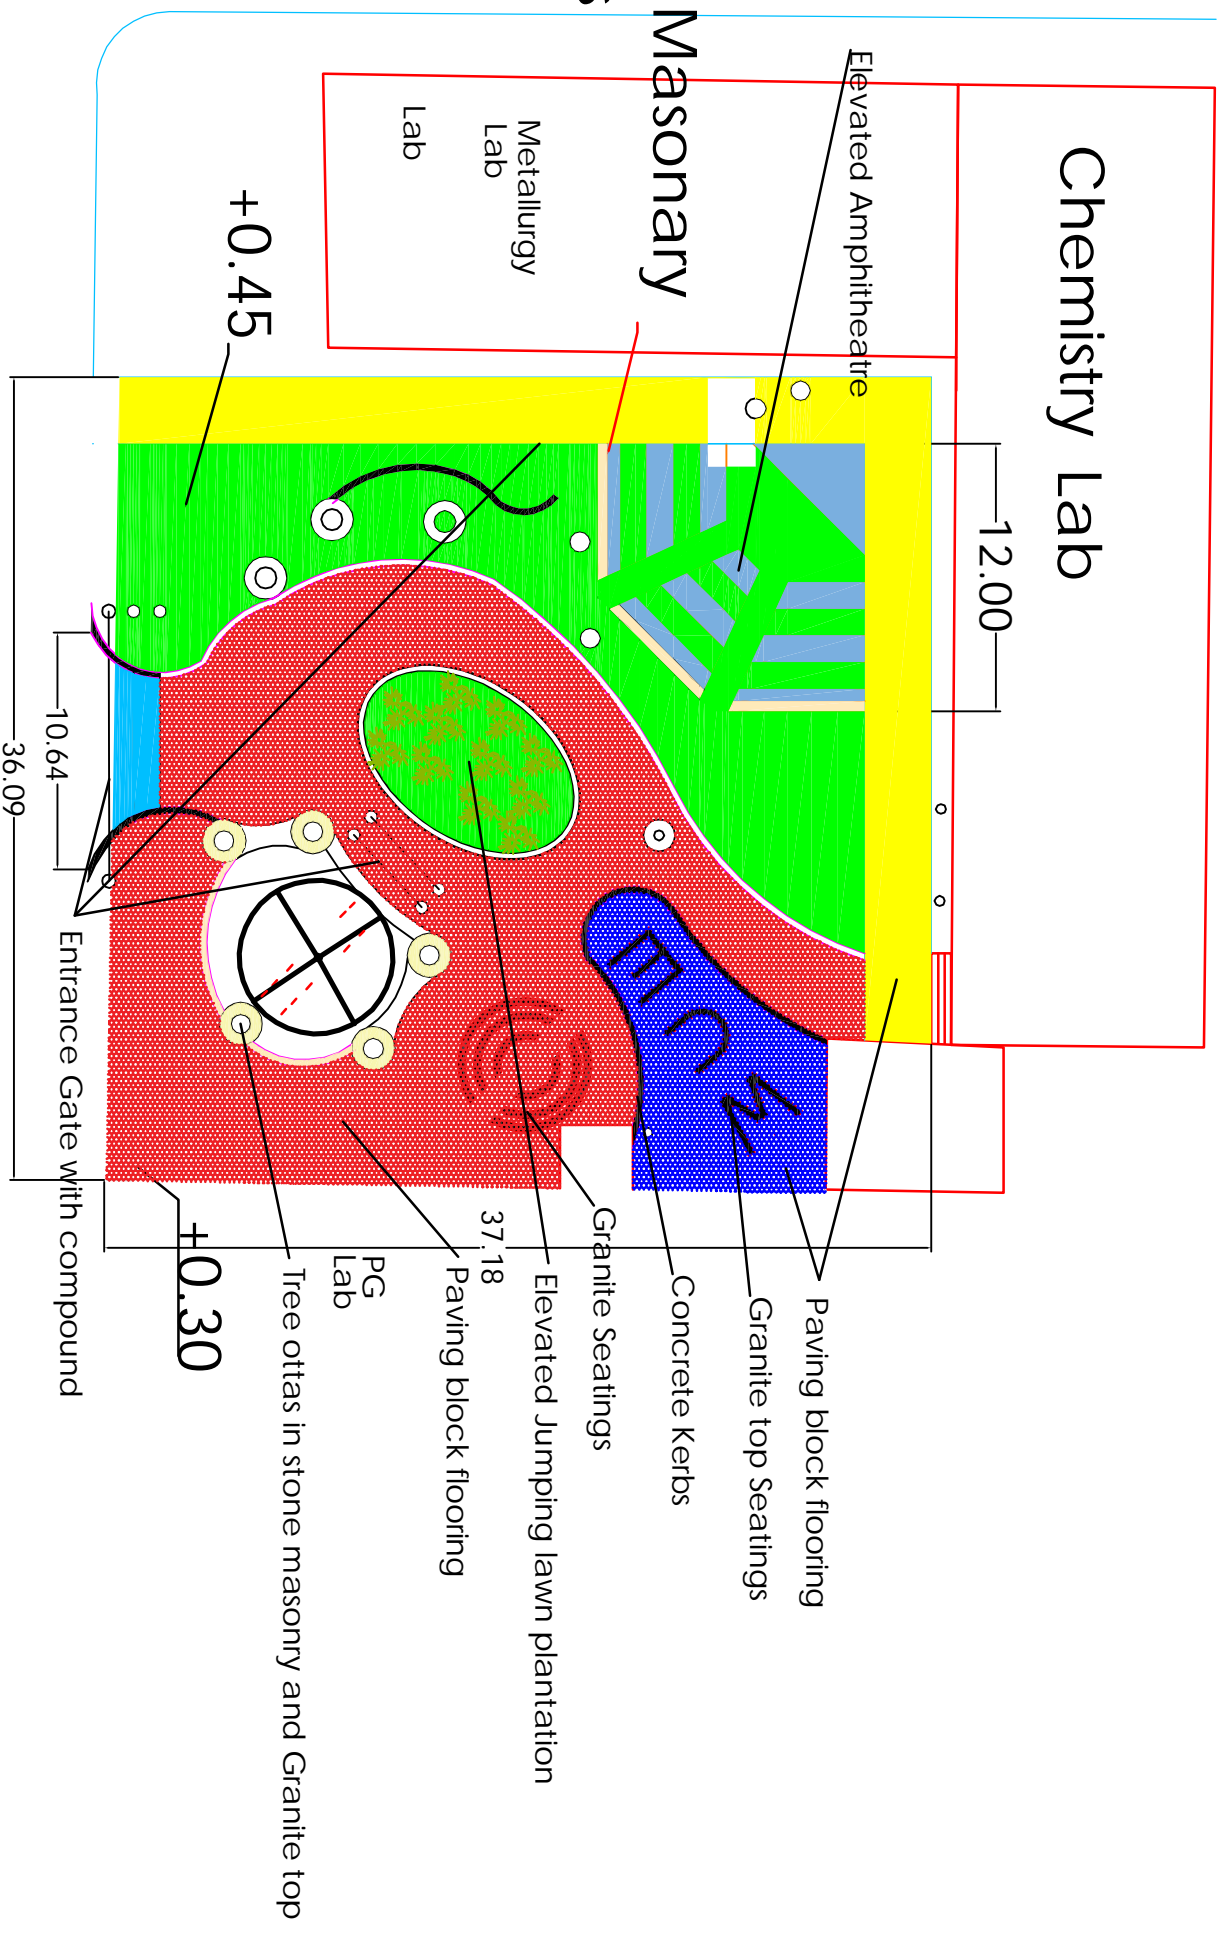 Chemistry Lab
12.00
Elevated Amphitheatre
Paving block flooring
Granite top Seatings
Masonary
Concrete Kerbs
Granite Seatings
Metallurgy
Lab
Elevated Jumping lawn plantation
37.18
Paving block flooring
Lab
PG
Lab
Tree ottas in stone masonry and Granite top
+0.45
+0.30
Entrance Gate with compound
10.64
36.09
M
C
E